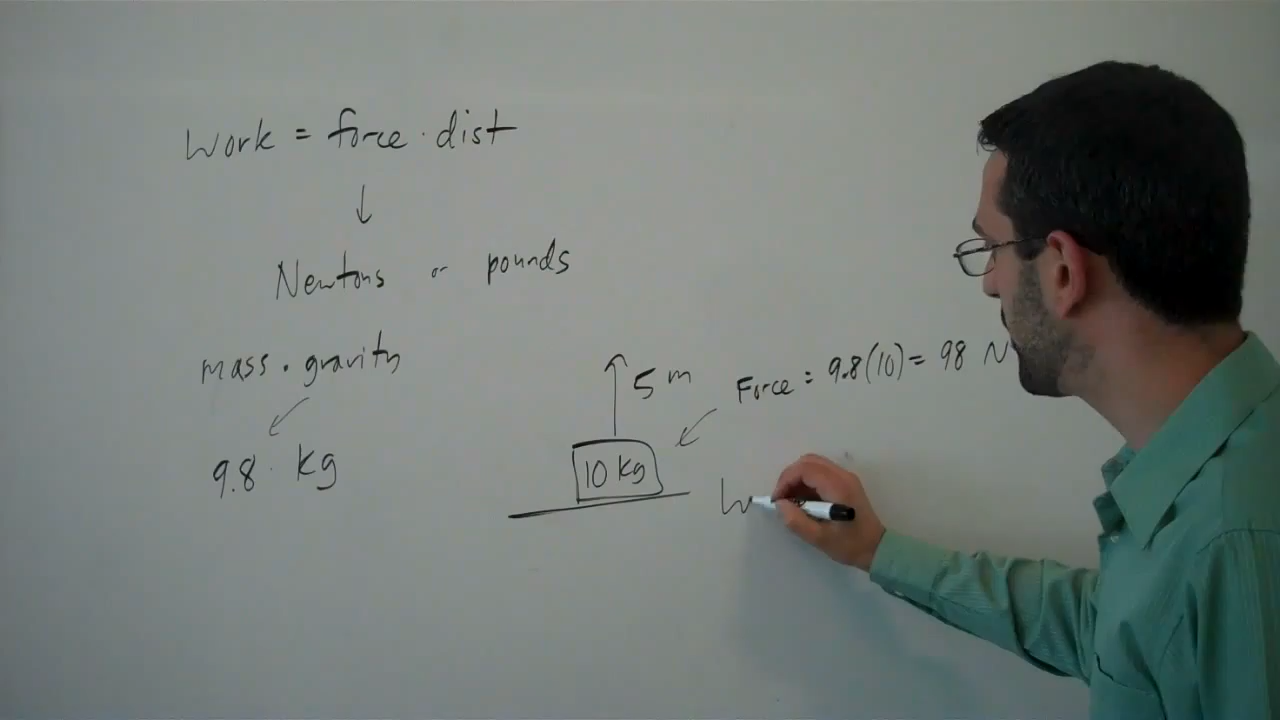 Work = force · dist
↓
Newtons or pounds
mass · gravity
9.8 · kg
5 m
Force = 9.8(10) = 98 N
10 kg
W